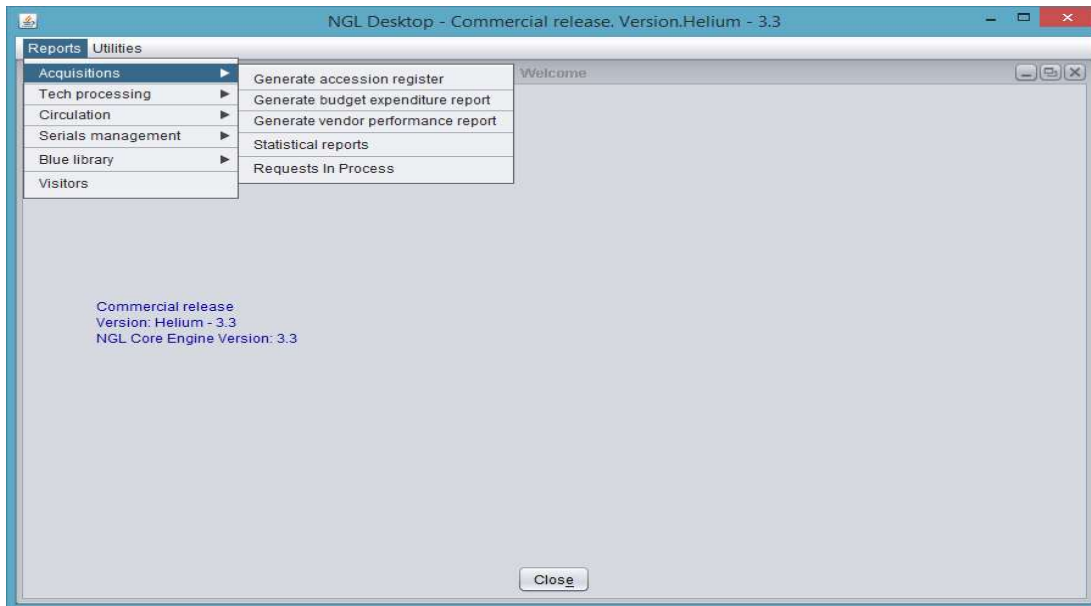 NGL Desktop - Commercial release. Version.Helium - 3.3
Reports Utilities
Welcome
Acquisitions
Tech processing
Circulation
Serials management
Blue library
Visitors
Generate accession register
Generate budget expenditure report
Generate vendor performance report
Statistical reports
Requests In Process
Commercial release
Version: Helium - 3.3
NGL Core Engine Version: 3.3
Close